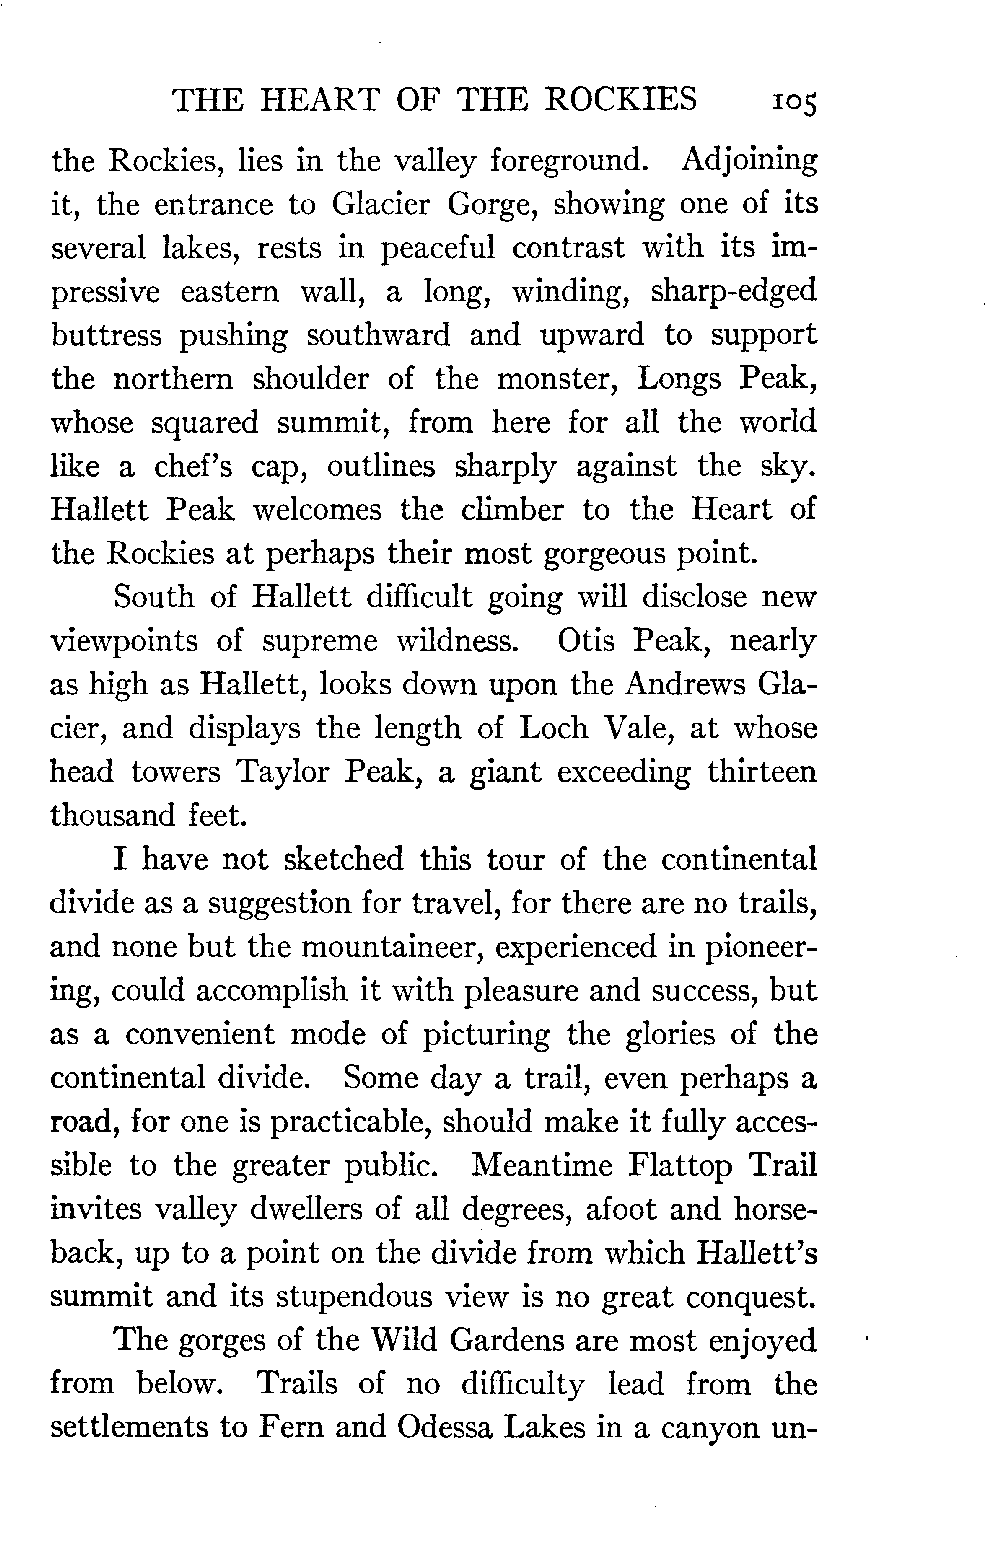 THE HEART OF THE ROCKIES 105
the Rockies, lies in the valley foreground. Adjoining
it, the entrance to Glacier Gorge, showing one of its
several lakes, rests in peaceful contrast with its im-
pressive eastern wall, a long, winding, sharp-edged
buttress pushing southward and upward to support
the northern shoulder of the monster, Longs Peak,
whose squared summit, from here for all the world
like a chef's cap, outlines sharply against the sky.
Hallett Peak welcomes the climber to the Heart of
the Rockies at perhaps their most gorgeous point.
South of Hallett difficult going will disclose new
viewpoints of supreme wildness. Otis Peak, nearly
as high as Hallett, looks down upon the Andrews Gla-
cier, and displays the length of Loch Vale, at whose
head towers Taylor Peak, a giant exceeding thirteen
thousand feet.
I have not sketched this tour of the continental
divide as a suggestion for travel, for there are no trails,
and none but the mountaineer, experienced in pioneer-
ing, could accomplish it with pleasure and success, but
as a convenient mode of picturing the glories of the
continental divide. Some day a trail, even perhaps a
road, for one is practicable, should make it fully acces-
sible to the greater public. Meantime Flattop Trail
invites valley dwellers of all degrees, afoot and horse-
back, up to a point on the divide from which Hallett's
summit and its stupendous view is no great conquest.
The gorges of the Wild Gardens are most enjoyed
from below. Trails of no difficulty lead from the
settlements to Fern and Odessa Lakes in a canyon un-